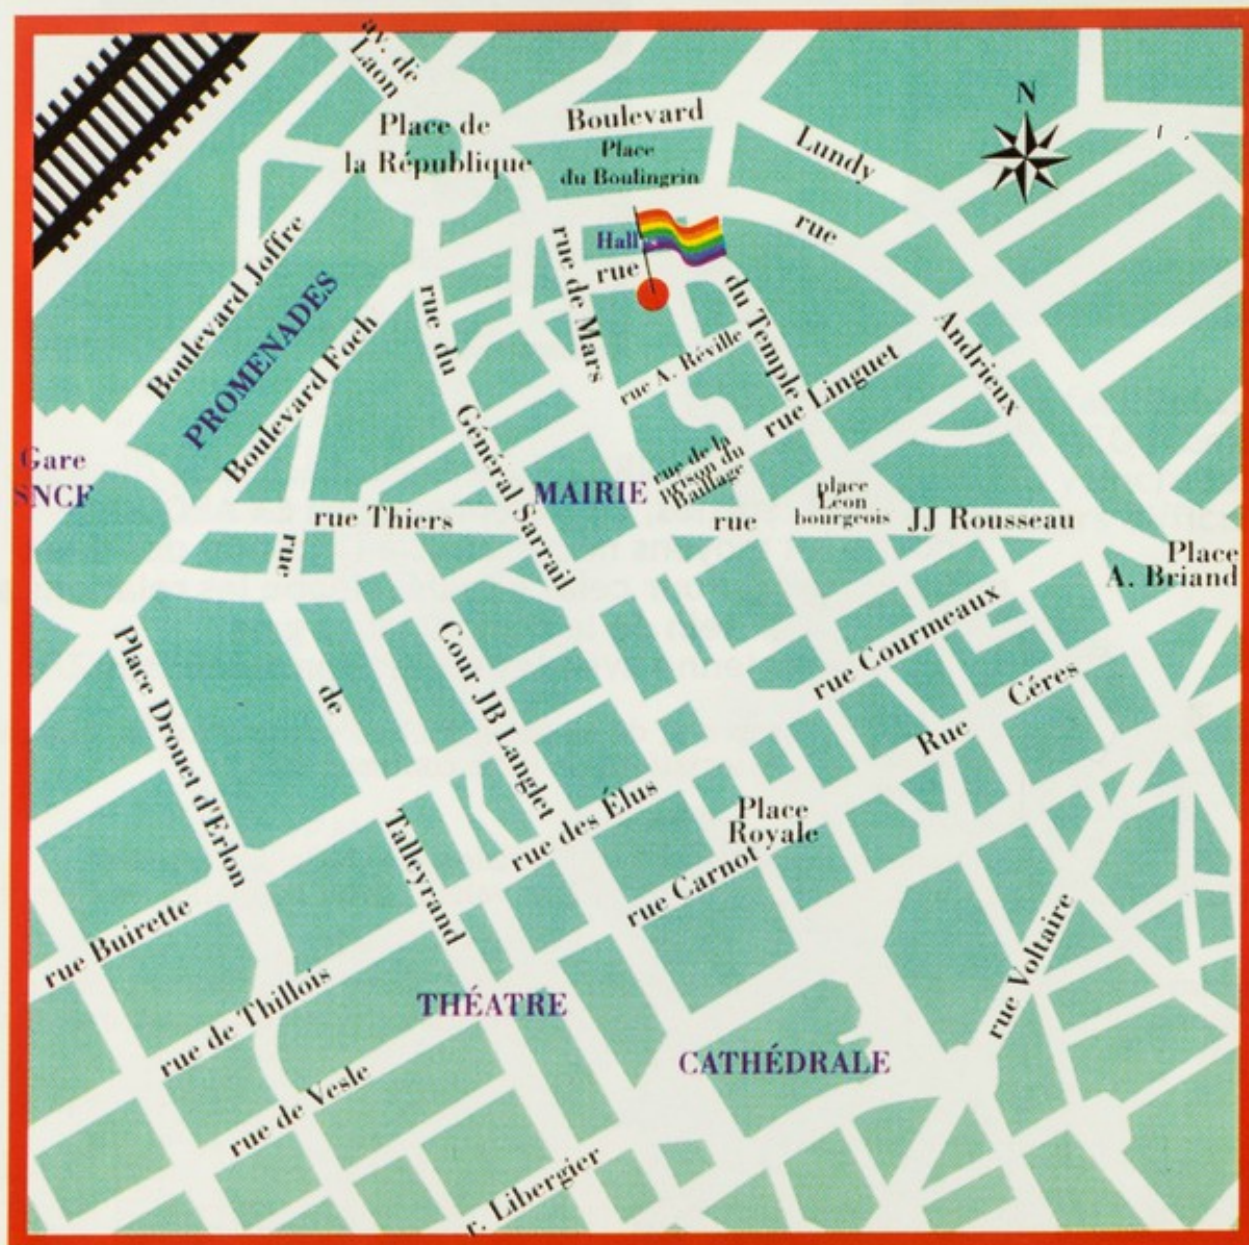 av. de
Laon
N
Place de
la République
Boulevard
Lundy
Place
du Boulingrin
rue
Hall
rue
rue de Mars
du Temple
Boulevard Joffre
PROMENADES
Boulevard Foch
rue du
Général Sarrail
rue A. Réville
rue Linguet
Andrieux
Gare
SNCF
MAIRIE
rue de la
prison du
Baillage
place
Leon
bourgeois
rue Thiers
rue
JJ Rousseau
rue
Place
A. Briand
rue Courmeaux
Place Drouet d'Erlon
de
Cour JB Langlet
Rue Céres
rue des Élus
Place
Royale
Talleyrand
rue Carnot
rue Buirette
rue Voltaire
rue de Thillois
THÉATRE
CATHÉDRALE
rue de Vesle
r. Libergier